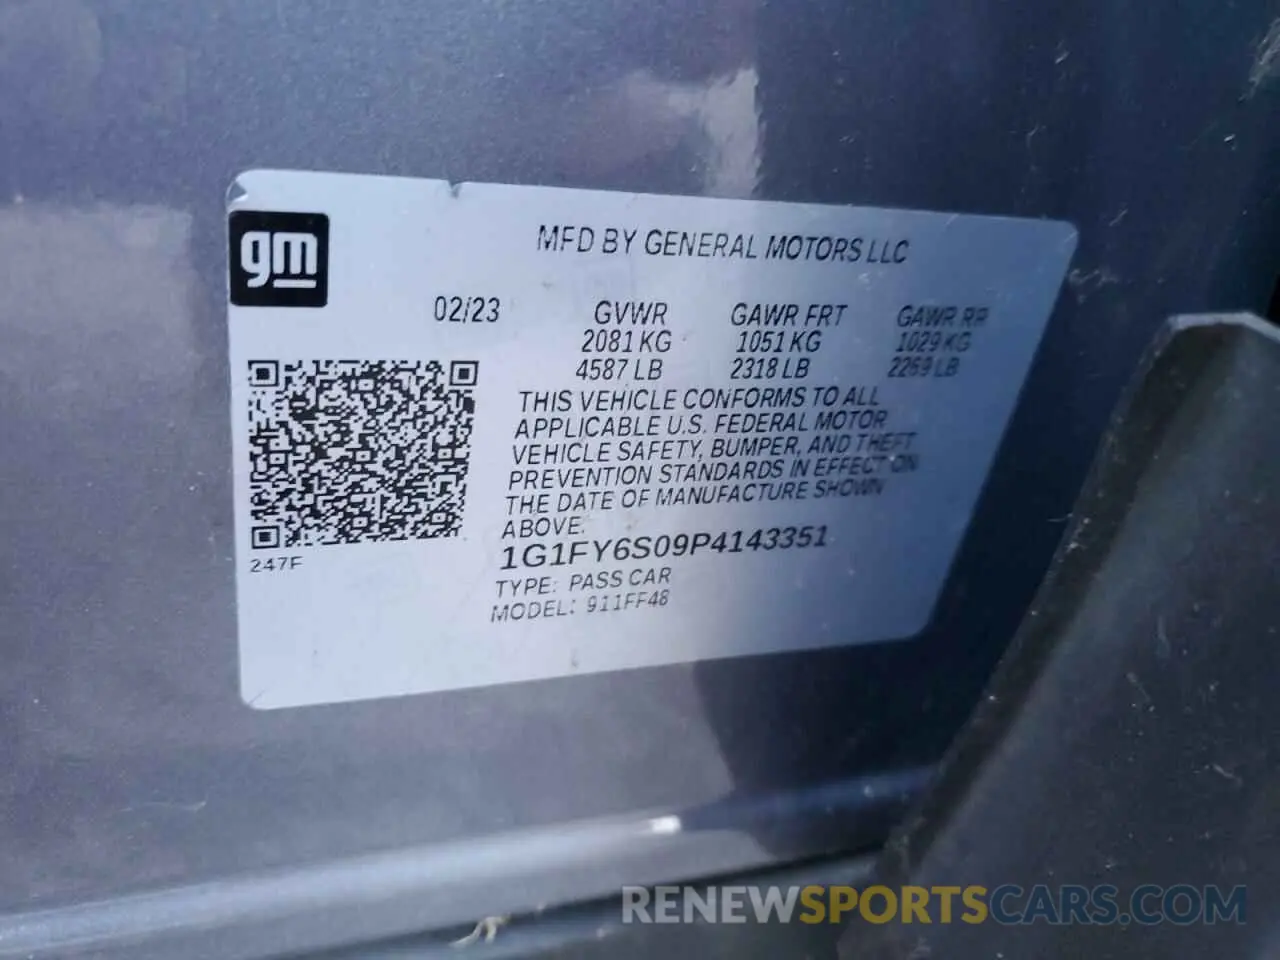 gm
MFD BY GENERAL MOTORS LLC
02/23 GVWR GAWR FRT GAWR RR
2081 KG 1051 KG 1029 KG
4587 LB 2318 LB 2269 LB
THIS VEHICLE CONFORMS TO ALL
APPLICABLE U.S. FEDERAL MOTOR
VEHICLE SAFETY, BUMPER, AND THEFT
PREVENTION STANDARDS IN EFFECT ON
THE DATE OF MANUFACTURE SHOWN
ABOVE.
1G1FY6S09P4143351
TYPE: PASS CAR
MODEL: 911FF48
247F
RENEWSPORTSCARS.COM